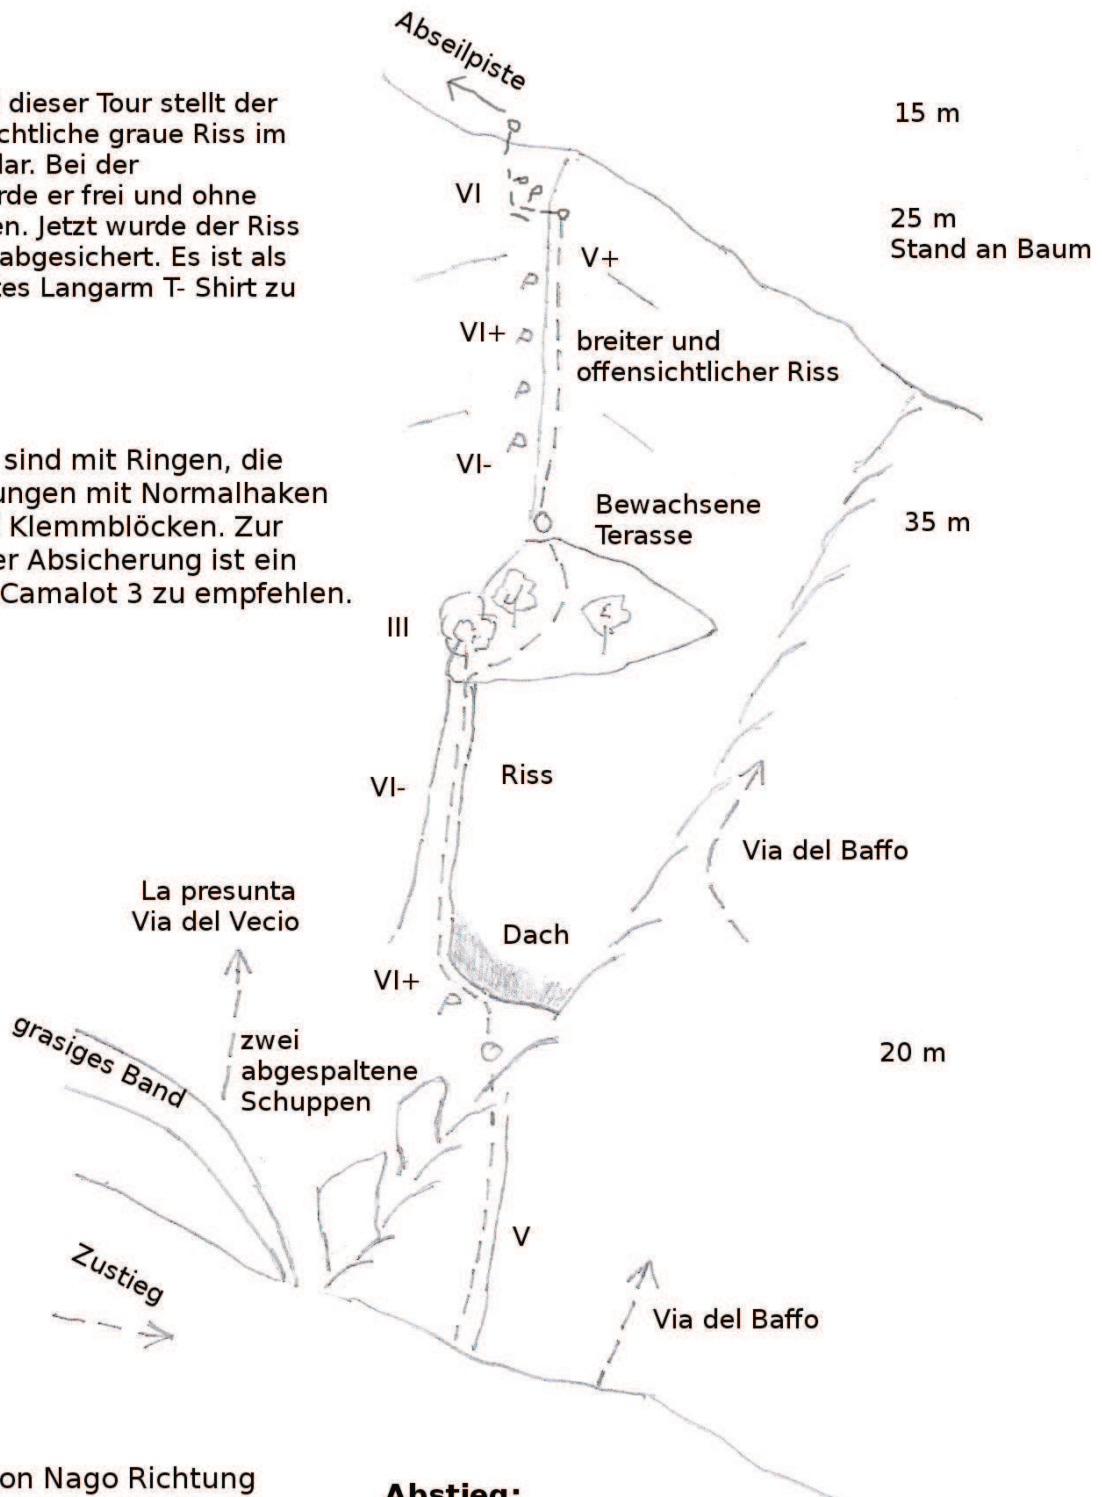 Abseilpiste
dieser Tour stellt der
15 m
chtliche graue Riss im
lar. Bei der
rde er frei und ohne
VI
en. Jetzt wurde der Riss
25 m
Stand an Baum
abgesichert. Es ist als
V+
tes Langarm T- Shirt zu
VI+
breiter und
offensichtlicher Riss
sind mit Ringen, die
VI-
ungen mit Normalhaken
Klemmblöcken. Zur
er Absicherung ist ein
Camalot 3 zu empfehlen.
Bewachsene
Terasse
35 m
III
VI-
Riss
Via del Baffo
La presunta
Via del Vecio
Dach
VI+
grasiges Band
zwei
abgespaltene
Schuppen
20 m
V
Zustieg
Via del Baffo
on Nago Richtung
Abstieg: